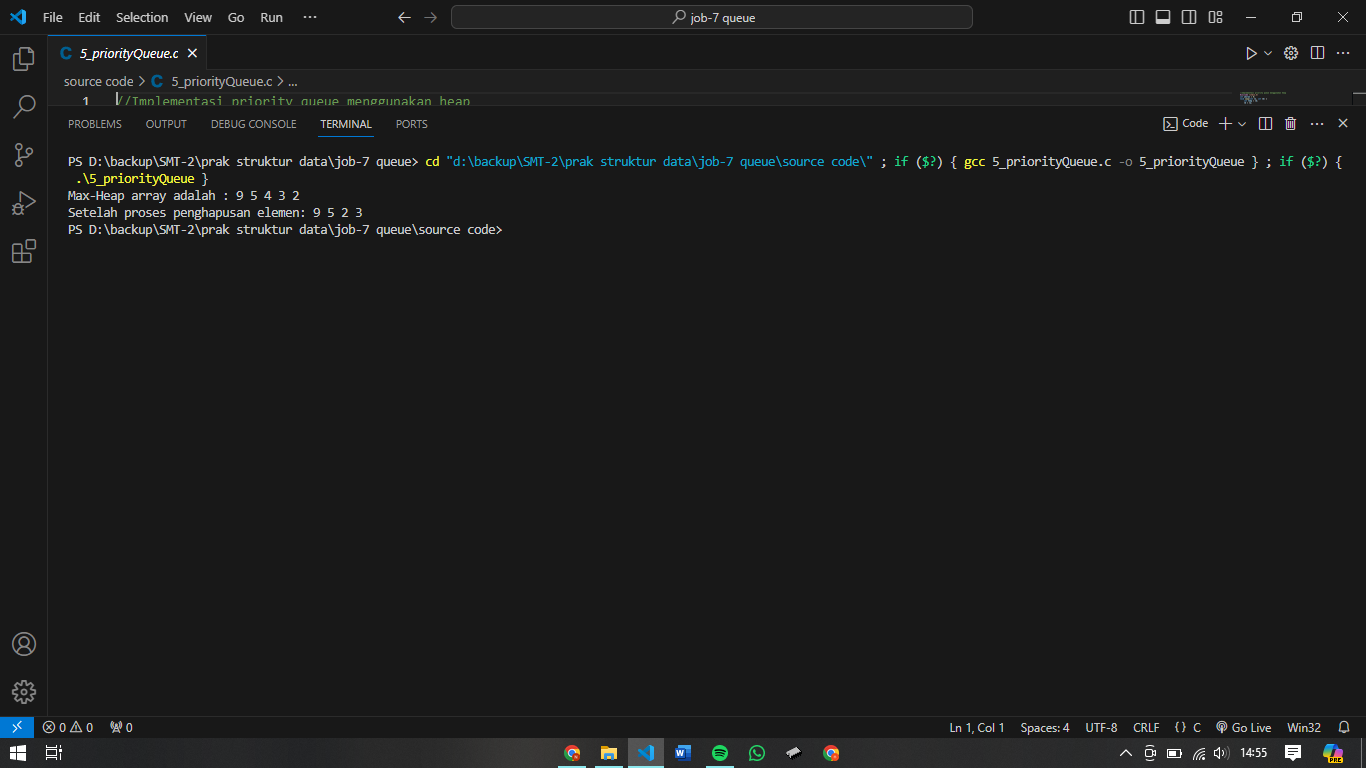 File Edit Selection View Go Run ··· job-7 queue
C 5_priorityQueue.c
source code > C 5_priorityQueue.c > ...
1 //Implementasi priority queue menggunakan heap
PROBLEMS OUTPUT DEBUG CONSOLE TERMINAL PORTS Code
PS D:\backup\SMT-2\prak struktur data\job-7 queue> cd "d:\backup\SMT-2\prak struktur data\job-7 queue\source code\" ; if ($?) { gcc 5_priorityQueue.c -o 5_priorityQueue } ; if ($?) {
.\5_priorityQueue }
Max-Heap array adalah : 9 5 4 3 2
Setelah proses penghapusan elemen: 9 5 2 3
PS D:\backup\SMT-2\prak struktur data\job-7 queue\source code>
0 0 0 Ln 1, Col 1 Spaces: 4 UTF-8 CRLF {} C Go Live Win32
14:55 PRE